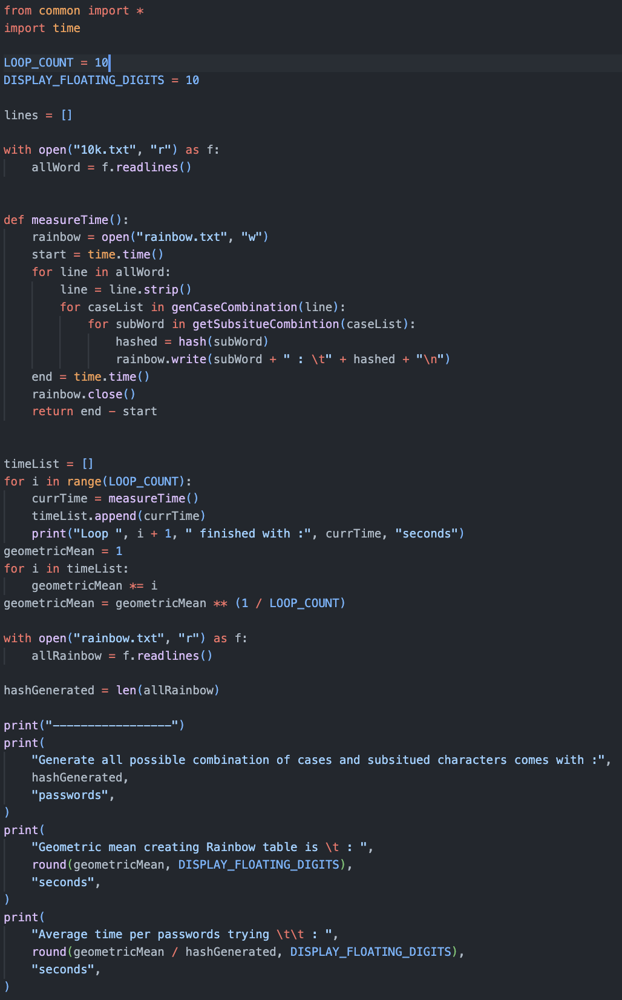 from common import *
import time

LOOP_COUNT = 10
DISPLAY_FLOATING_DIGITS = 10

lines = []

with open("10k.txt", "r") as f:
    allWord = f.readlines()


def measureTime():
    rainbow = open("rainbow.txt", "w")
    start = time.time()
    for line in allWord:
        line = line.strip()
        for caseList in genCaseCombination(line):
            for subWord in getSubsitueCombintion(caseList):
                hashed = hash(subWord)
                rainbow.write(subWord + " : \t" + hashed + "\n")
    end = time.time()
    rainbow.close()
    return end - start


timeList = []
for i in range(LOOP_COUNT):
    currTime = measureTime()
    timeList.append(currTime)
    print("Loop ", i + 1, " finished with :", currTime, "seconds")
geometricMean = 1
for i in timeList:
    geometricMean *= i
geometricMean = geometricMean ** (1 / LOOP_COUNT)

with open("rainbow.txt", "r") as f:
    allRainbow = f.readlines()

hashGenerated = len(allRainbow)

print("-----------------")
print(
    "Generate all possible combination of cases and subsitued characters comes with :",
    hashGenerated,
    "passwords",
)
print(
    "Geometric mean creating Rainbow table is \t : ",
    round(geometricMean, DISPLAY_FLOATING_DIGITS),
    "seconds",
)
print(
    "Average time per passwords trying \t\t : ",
    round(geometricMean / hashGenerated, DISPLAY_FLOATING_DIGITS),
    "seconds",
)